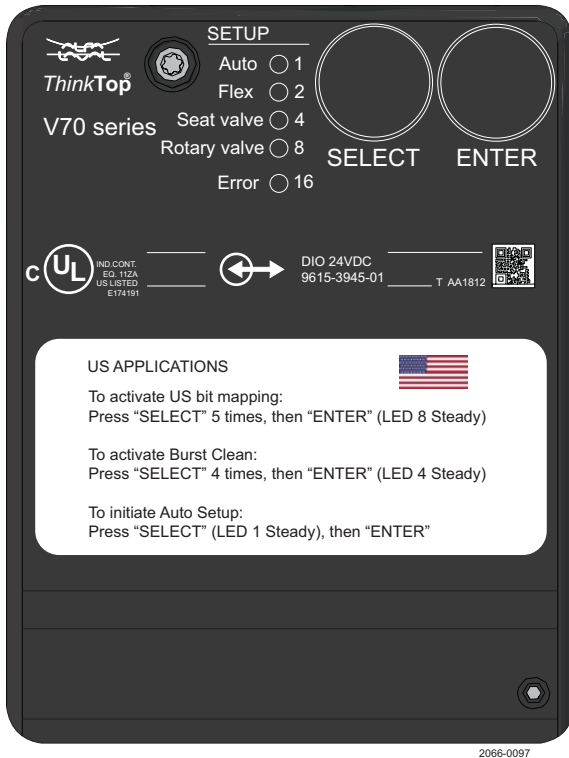 SETUP
ThinkTop®
V70 series
Auto 1
Flex 2
Seat valve 4
Rotary valve 8
Error 16
SELECT ENTER
C UL
IND.CONT.
EQ. 11ZA
US LISTED
E174191
DIO 24VDC
9615-3945-01
T AA1812
US APPLICATIONS
To activate US bit mapping:
Press “SELECT” 5 times, then “ENTER” (LED 8 Steady)
To activate Burst Clean:
Press “SELECT” 4 times, then “ENTER” (LED 4 Steady)
To initiate Auto Setup:
Press “SELECT” (LED 1 Steady), then “ENTER”
2066-0097